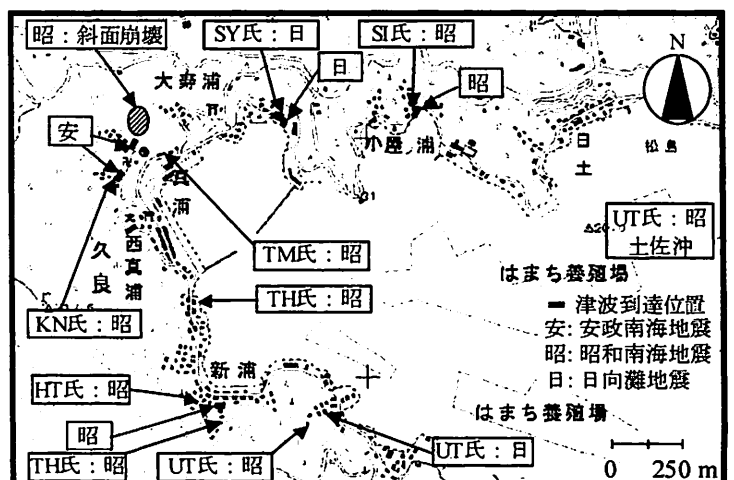 昭：斜面崩壊
SY氏：日
SI氏：昭
日
昭
N
大浦
安
小屋浦
日土
松島
31
浦
UT氏：昭
土佐沖
久良
西真浦
TM氏：昭
はまち養殖場
TH氏：昭
津波到達位置
安: 安政南海地震
昭: 昭和南海地震
日: 日向灘地震
KN氏：昭
新浦
HT氏：昭
はまち養殖場
昭
UT氏：日
TH氏：昭
UT氏：昭
0 250 m